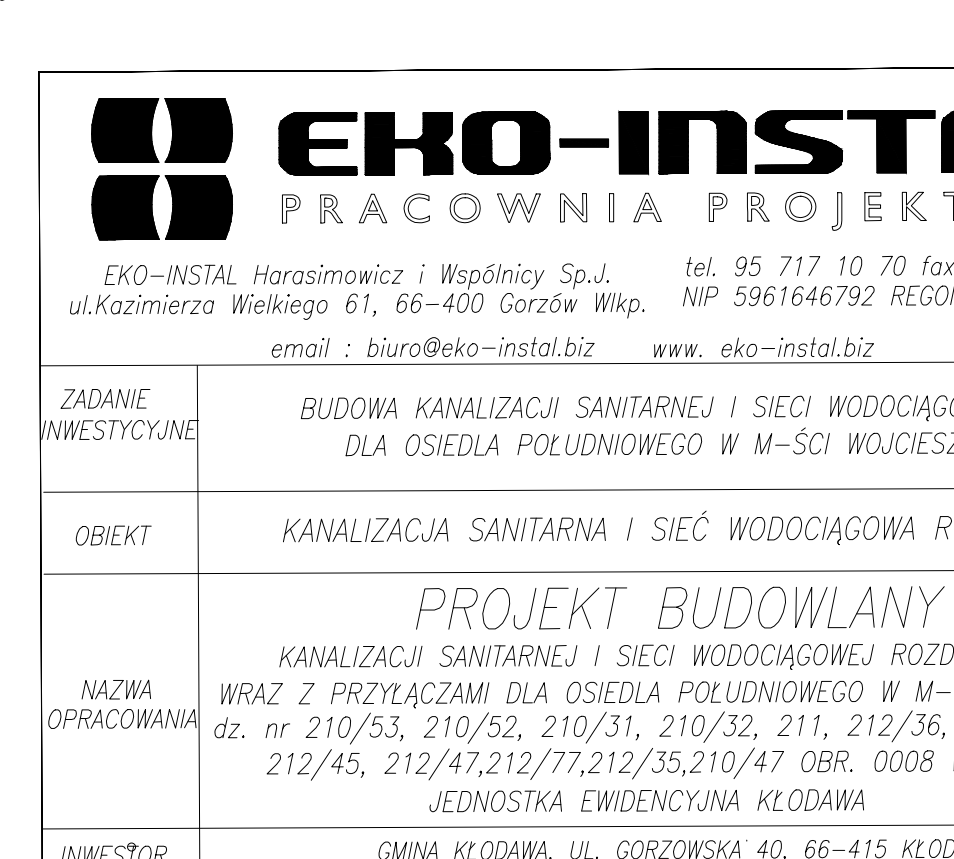 EKO-INSTA
PRACOWNIA PROJEKT
EKO-INSTAL Harasimowicz i Wspólnicy Sp.J.
ul.Kazimierza Wielkiego 61, 66-400 Gorzów Wlkp.
tel. 95 717 10 70 fax
NIP 5961646792 REGON
email : biuro@eko-instal.biz www. eko-instal.biz
ZADANIE
INWESTYCYJNE
BUDOWA KANALIZACJI SANITARNEJ I SIECI WODOCIĄGO
DLA OSIEDLA POŁUDNIOWEGO W M-ŚCI WOJCIESZ
OBIEKT
KANALIZACJA SANITARNA I SIEĆ WODOCIĄGOWA R
NAZWA
OPRACOWANIA
PROJEKT BUDOWLANY
KANALIZACJI SANITARNEJ I SIECI WODOCIĄGOWEJ ROZD
WRAZ Z PRZYŁĄCZAMI DLA OSIEDLA POŁUDNIOWEGO W M-
dz. nr 210/53, 210/52, 210/31, 210/32, 211, 212/36,
212/45, 212/47,212/77,212/35,210/47 OBR. 0008
JEDNOSTKA EWIDENCYJNA KŁODAWA
INWESTOR
GMINA KŁODAWA, UL. GORZOWSKA 40, 66-415 KŁOD